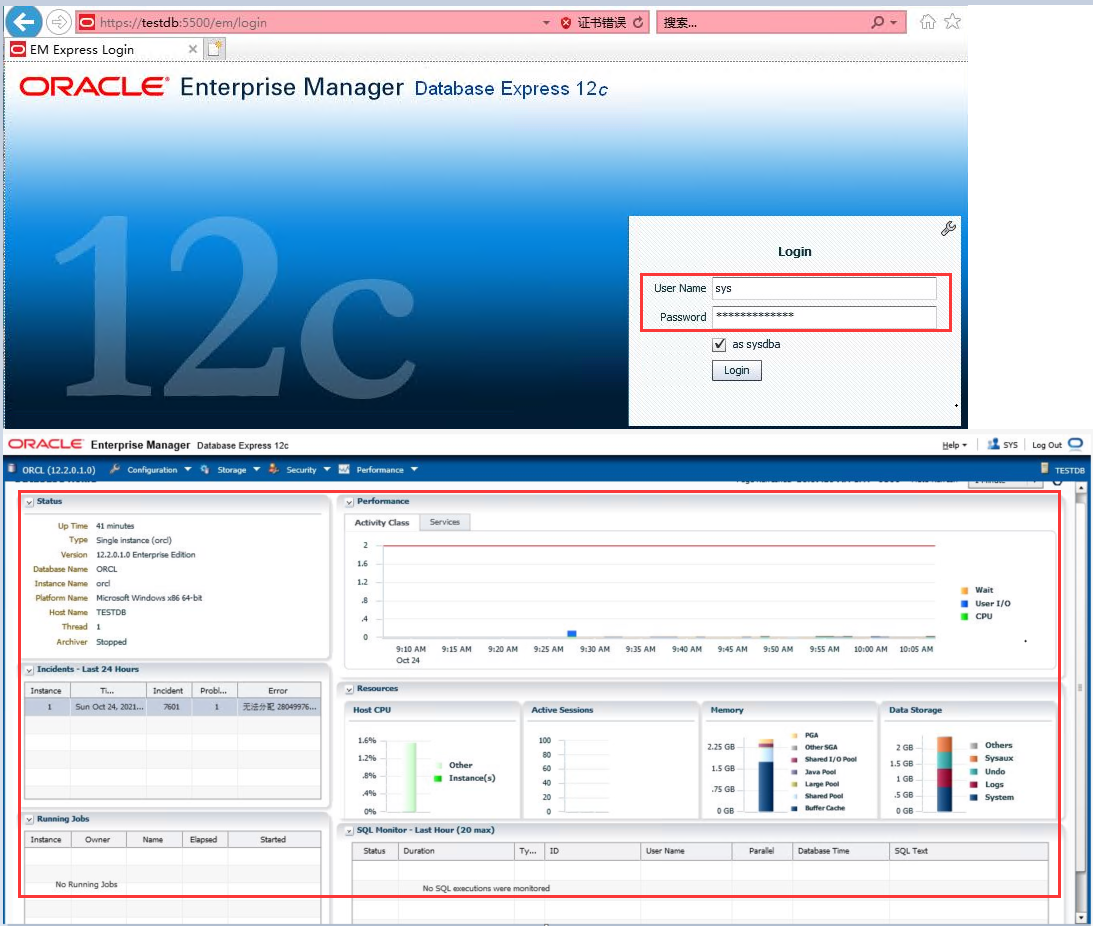 https://testdb:5500/em/login
证书错误
搜索...
EM Express Login
ORACLE® Enterprise Manager Database Express 12c
12c
Login
User Name sys
Password *************
as sysdba
Login
ORACLE Enterprise Manager Database Express 12c
Help SYS Log Out
ORCL (12.2.0.1.0) Configuration Storage Security Performance TESTDB
Status
Up Time 41 minutes
Type Single instance (orcl)
Version 12.2.0.1.0 Enterprise Edition
Database Name ORCL
Instance Name orcl
Platform Name Microsoft Windows x86 64-bit
Host Name TESTDB
Thread 1
Archiver Stopped
Incidents - Last 24 Hours
Instance Ti... Incident Probl... Error
1 Sun Oct 24, 2021... 7601 1 无法分配 28049976...
Running Jobs
Instance Owner Name Elapsed Started
No Running Jobs
Performance
Activity Class Services
2
1.6
1.2
.8
.4
0
9:10 AM 9:15 AM 9:20 AM 9:25 AM 9:30 AM 9:35 AM 9:40 AM 9:45 AM 9:50 AM 9:55 AM 10:00 AM 10:05 AM
Oct 24
Wait
User I/O
CPU
Resources
Host CPU
1.6%
1.2%
.8%
.4%
0%
Other
Instance(s)
Active Sessions
100
80
60
40
20
0
Memory
2.25 GB
1.5 GB
.75 GB
0 GB
PGA
Other SGA
Shared I/O Pool
Java Pool
Large Pool
Shared Pool
Buffer Cache
Data Storage
2 GB
1.5 GB
1 GB
.5 GB
0 GB
Others
Sysaux
Undo
Logs
System
SQL Monitor - Last Hour (20 max)
Status Duration Ty... ID User Name Parallel Database Time SQL Text
No SQL executions were monitored